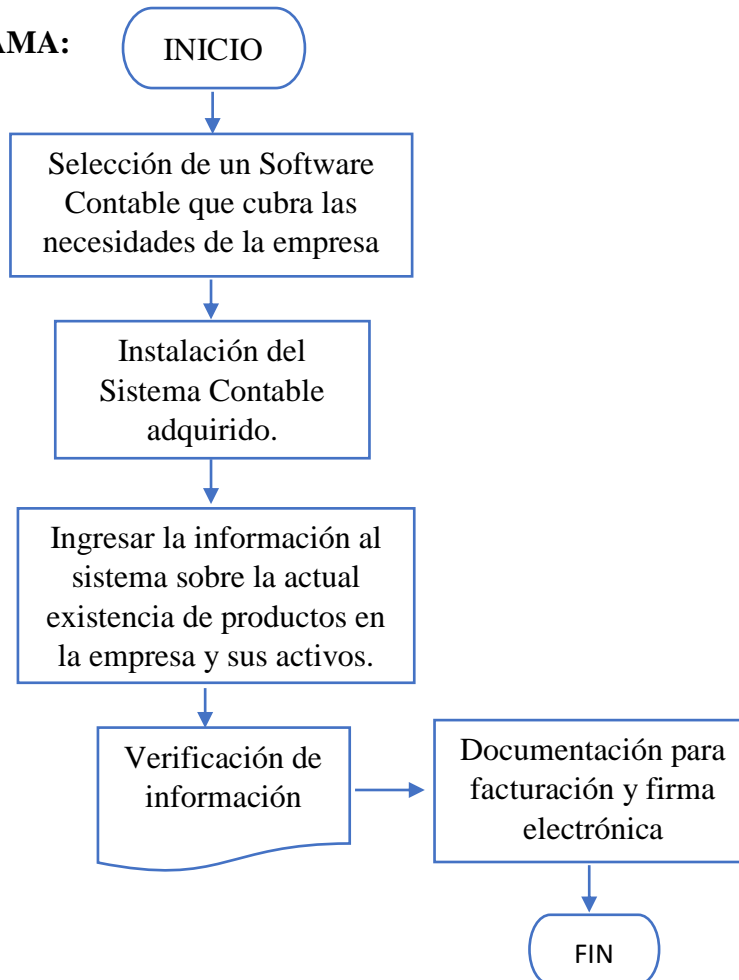 AMA:
INICIO
Selección de un Software
Contable que cubra las
necesidades de la empresa
Instalación del
Sistema Contable
adquirido.
Ingresar la información al
sistema sobre la actual
existencia de productos en
la empresa y sus activos.
Verificación de
información
Documentación para
facturación y firma
electrónica
FIN